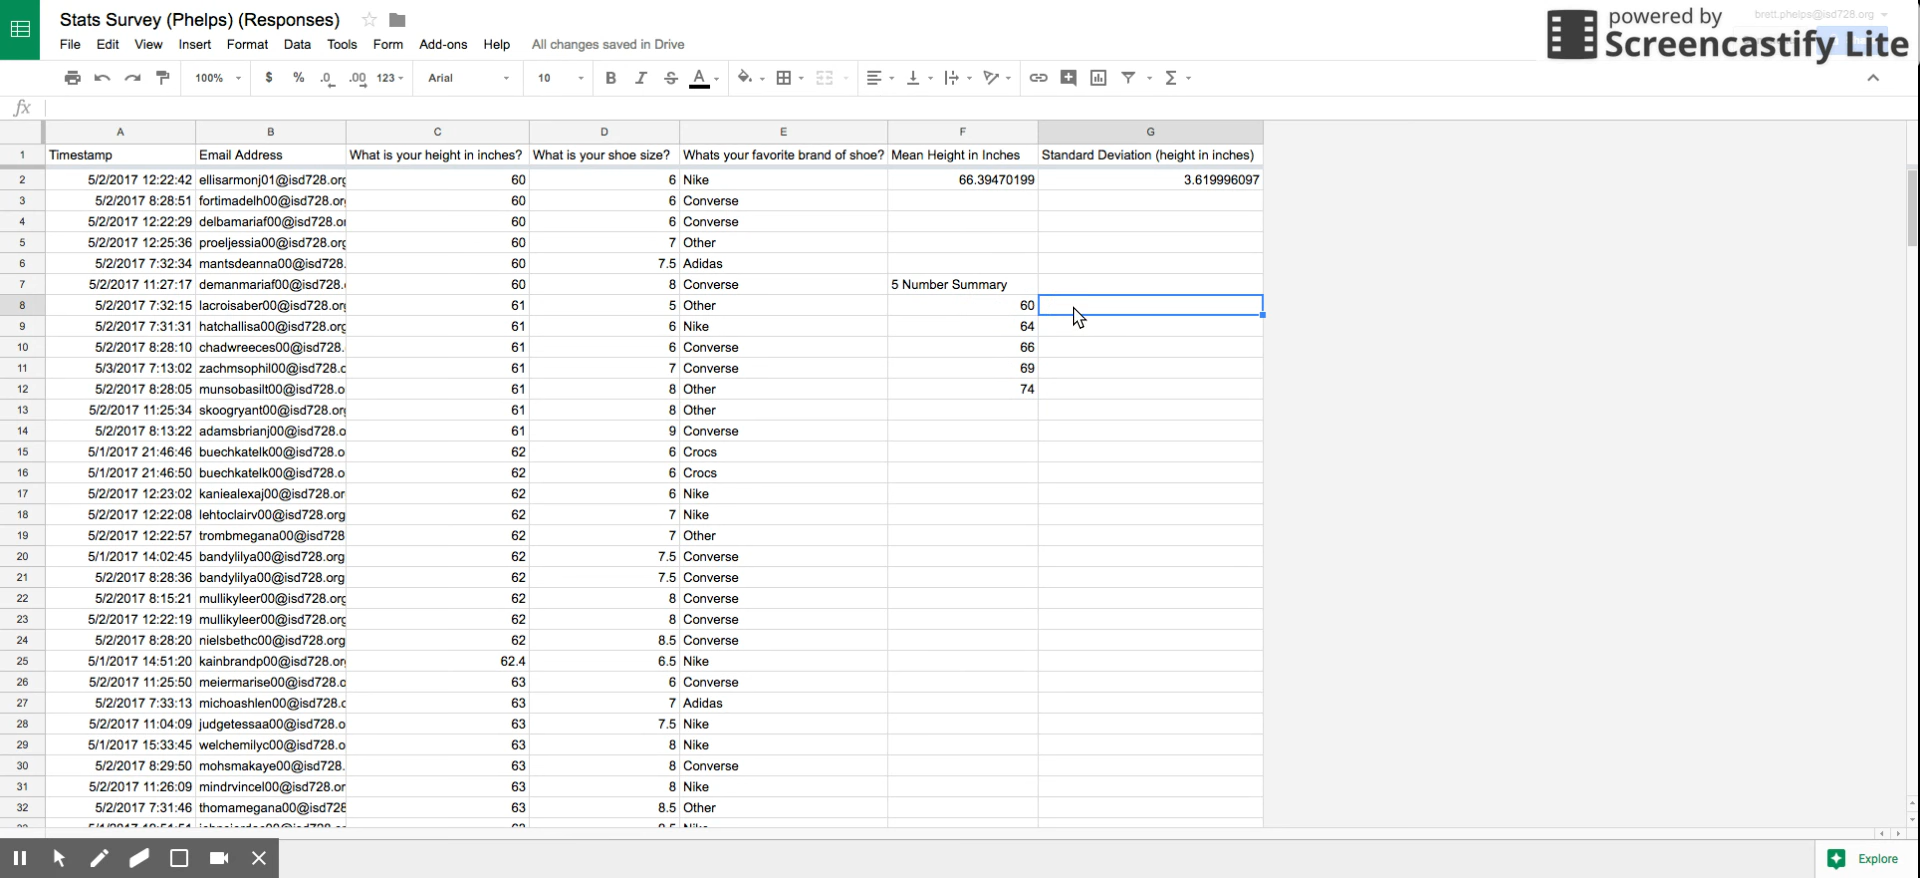 Stats Survey (Phelps) (Responses)
brett.phelps@isd728.org
powered by
Screencastify Lite
File Edit View Insert Format Data Tools Form Add-ons Help All changes saved in Drive
100% $ % .0 .00 123 Arial 10 B I S A Σ
fx
A B C D E F G
1 Timestamp Email Address What is your height in inches? What is your shoe size? Whats your favorite brand of shoe? Mean Height in Inches Standard Deviation (height in inches)
2 5/2/2017 12:22:42 ellisarmonj01@isd728.org 60 6 Nike 66.39470199 3.619996097
3 5/2/2017 8:28:51 fortimadelh00@isd728.org 60 6 Converse
4 5/2/2017 12:22:29 delbamariaf00@isd728.or 60 6 Converse
5 5/2/2017 12:25:36 proeljessia00@isd728.org 60 7 Other
6 5/2/2017 7:32:34 mantsdeanna00@isd728. 60 7.5 Adidas
7 5/2/2017 11:27:17 demanmariaf00@isd728. 60 8 Converse 5 Number Summary
8 5/2/2017 7:32:15 lacroisaber00@isd728.org 61 5 Other 60
9 5/2/2017 7:31:31 hatchallisa00@isd728.org 61 6 Nike 64
10 5/2/2017 8:28:10 chadwreeces00@isd728. 61 6 Converse 66
11 5/3/2017 7:13:02 zachmsophil00@isd728.c 61 7 Converse 69
12 5/2/2017 8:28:05 munsobasilt00@isd728.o 61 8 Other 74
13 5/2/2017 11:25:34 skoogryant00@isd728.org 61 8 Other
14 5/2/2017 8:13:22 adamsbrianj00@isd728.o 61 9 Converse
15 5/1/2017 21:46:46 buechkatelk00@isd728.o 62 6 Crocs
16 5/1/2017 21:46:50 buechkatelk00@isd728.o 62 6 Crocs
17 5/2/2017 12:23:02 kaniealexaj00@isd728.or 62 6 Nike
18 5/2/2017 12:22:08 lehtoclairv00@isd728.org 62 7 Nike
19 5/2/2017 12:22:57 trombmegana00@isd728 62 7 Other
20 5/1/2017 14:02:45 bandylilya00@isd728.org 62 7.5 Converse
21 5/2/2017 8:28:36 bandylilya00@isd728.org 62 7.5 Converse
22 5/2/2017 8:15:21 mullikyleer00@isd728.org 62 8 Converse
23 5/2/2017 12:22:19 mullikyleer00@isd728.org 62 8 Converse
24 5/2/2017 8:28:20 nielsbethc00@isd728.org 62 8.5 Converse
25 5/1/2017 14:51:20 kainbrandp00@isd728.org 62.4 6.5 Nike
26 5/2/2017 11:25:50 meiermarise00@isd728.o 63 6 Converse
27 5/2/2017 7:33:13 michoashlen00@isd728.c 63 7 Adidas
28 5/2/2017 11:04:09 judgetessaa00@isd728.o 63 7.5 Nike
29 5/1/2017 15:33:45 welchemilyc00@isd728.o 63 8 Nike
30 5/2/2017 8:29:50 mohsmakaye00@isd728. 63 8 Converse
31 5/2/2017 11:26:09 mindrvincel00@isd728.or 63 8 Nike
32 5/2/2017 7:31:46 thomamegana00@isd728 63 8.5 Other
Explore